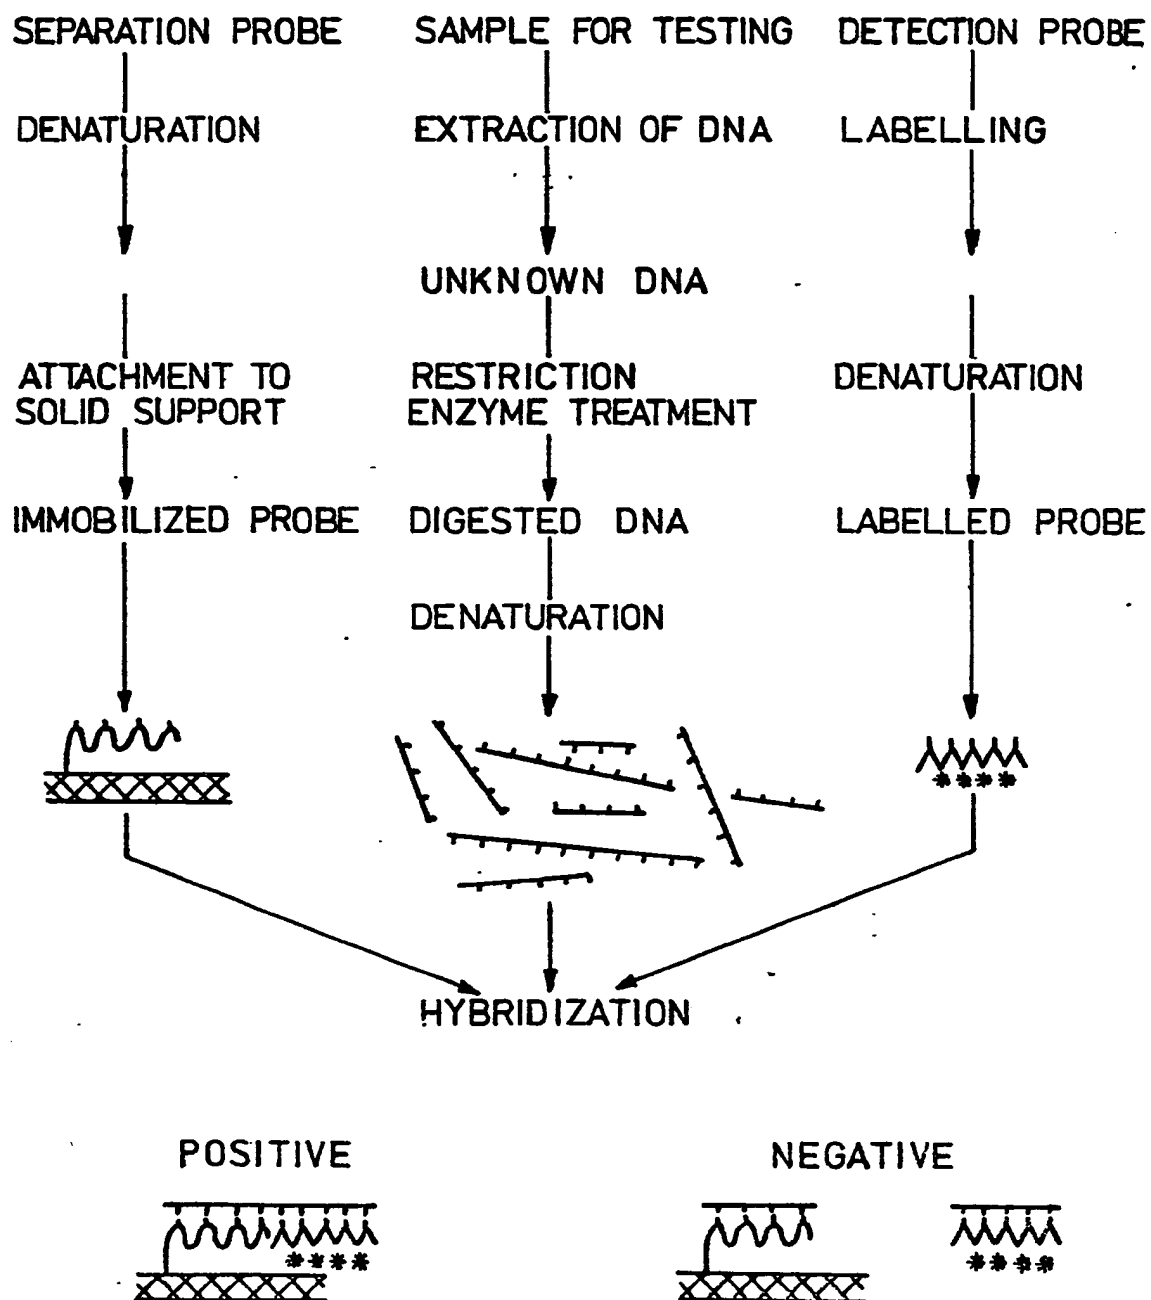 SEPARATION PROBE
SAMPLE FOR TESTING
DETECTION PROBE
DENATURATION
EXTRACTION OF DNA
LABELLING
UNKNOWN DNA
ATTACHMENT TO
SOLID SUPPORT
RESTRICTION
ENZYME TREATMENT
DENATURATION
IMMOBILIZED PROBE
DIGESTED DNA
LABELLED PROBE
DENATURATION
HYBRIDIZATION
POSITIVE
NEGATIVE